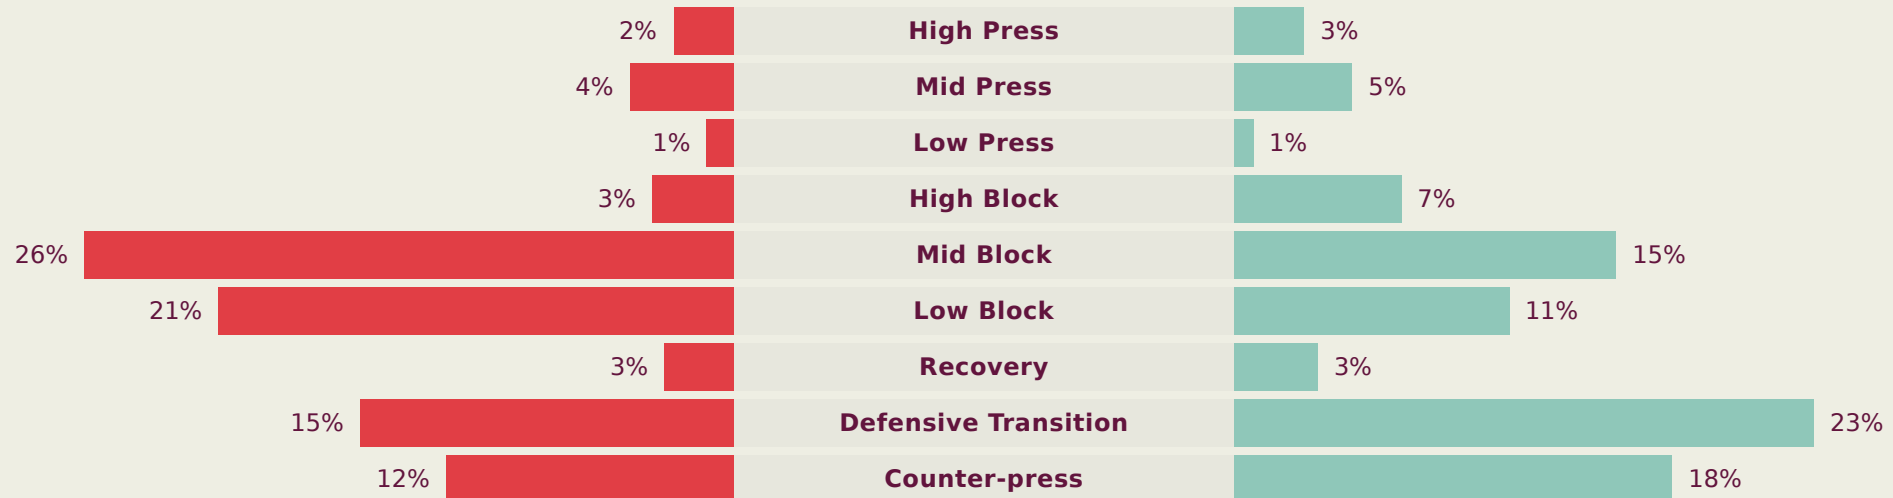 2% High Press 3%
4% Mid Press 5%
1% Low Press 1%
3% High Block 7%
26% Mid Block 15%
21% Low Block 11%
3% Recovery 3%
15% Defensive Transition 23%
12% Counter-press 18%